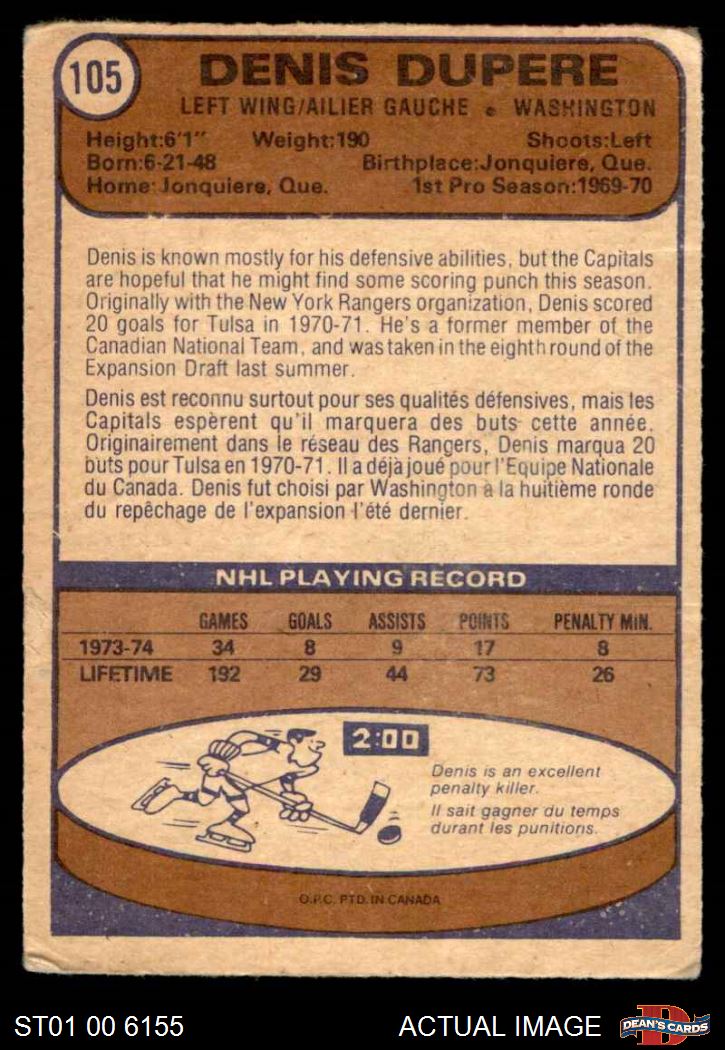 105
DENIS DUPERE
LEFT WING/AILIER GAUCHE • WASHINGTON
Height:6'1" Weight:190 Shoots:Left
Born:6-21-48 Birthplace:Jonquiere, Que.
Home:Jonquiere, Que. 1st Pro Season:1969-70
Denis is known mostly for his defensive abilities, but the Capitals
are hopeful that he might find some scoring punch this season.
Originally with the New York Rangers organization, Denis scored
20 goals for Tulsa in 1970-71. He's a former member of the
Canadian National Team, and was taken in the eighth round of the
Expansion Draft last summer.
Denis est reconnu surtout pour ses qualités défensives, mais les
Capitals espèrent qu'il marquera des buts cette année.
Originairement dans le réseau des Rangers, Denis marqua 20
buts pour Tulsa en 1970-71. Il a déjà joué pour l'Equipe Nationale
du Canada. Denis fut choisi par Washington à la huitième ronde
du repêchage de l'expansion l'été dernier.
NHL PLAYING RECORD
GAMES GOALS ASSISTS POINTS PENALTY MIN.
1973-74 34 8 9 17 8
LIFETIME 192 29 44 73 26
2:00
Denis is an excellent
penalty killer.
Il sait gagner du temps
durant les punitions.
O.P.C. PTD. IN CANADA
ST01 00 6155 ACTUAL IMAGE D DEAN'S CARDS